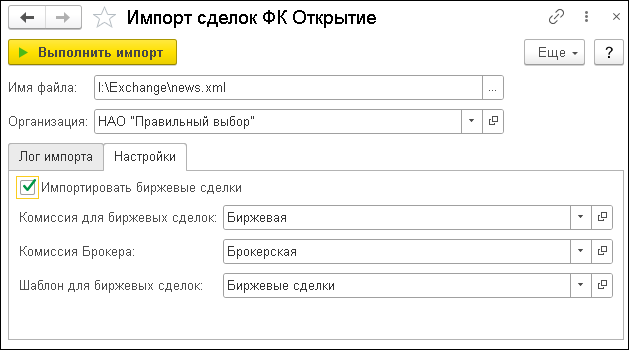 Импорт сделок ФК Открытие
Выполнить импорт
Еще
?
Имя файла: I:\Exchange\news.xml ...
Организация: НАО "Правильный выбор"
Лог импорта Настройки
Импортировать биржевые сделки
Комиссия для биржевых сделок: Биржевая
Комиссия Брокера: Брокерская
Шаблон для биржевых сделок: Биржевые сделки